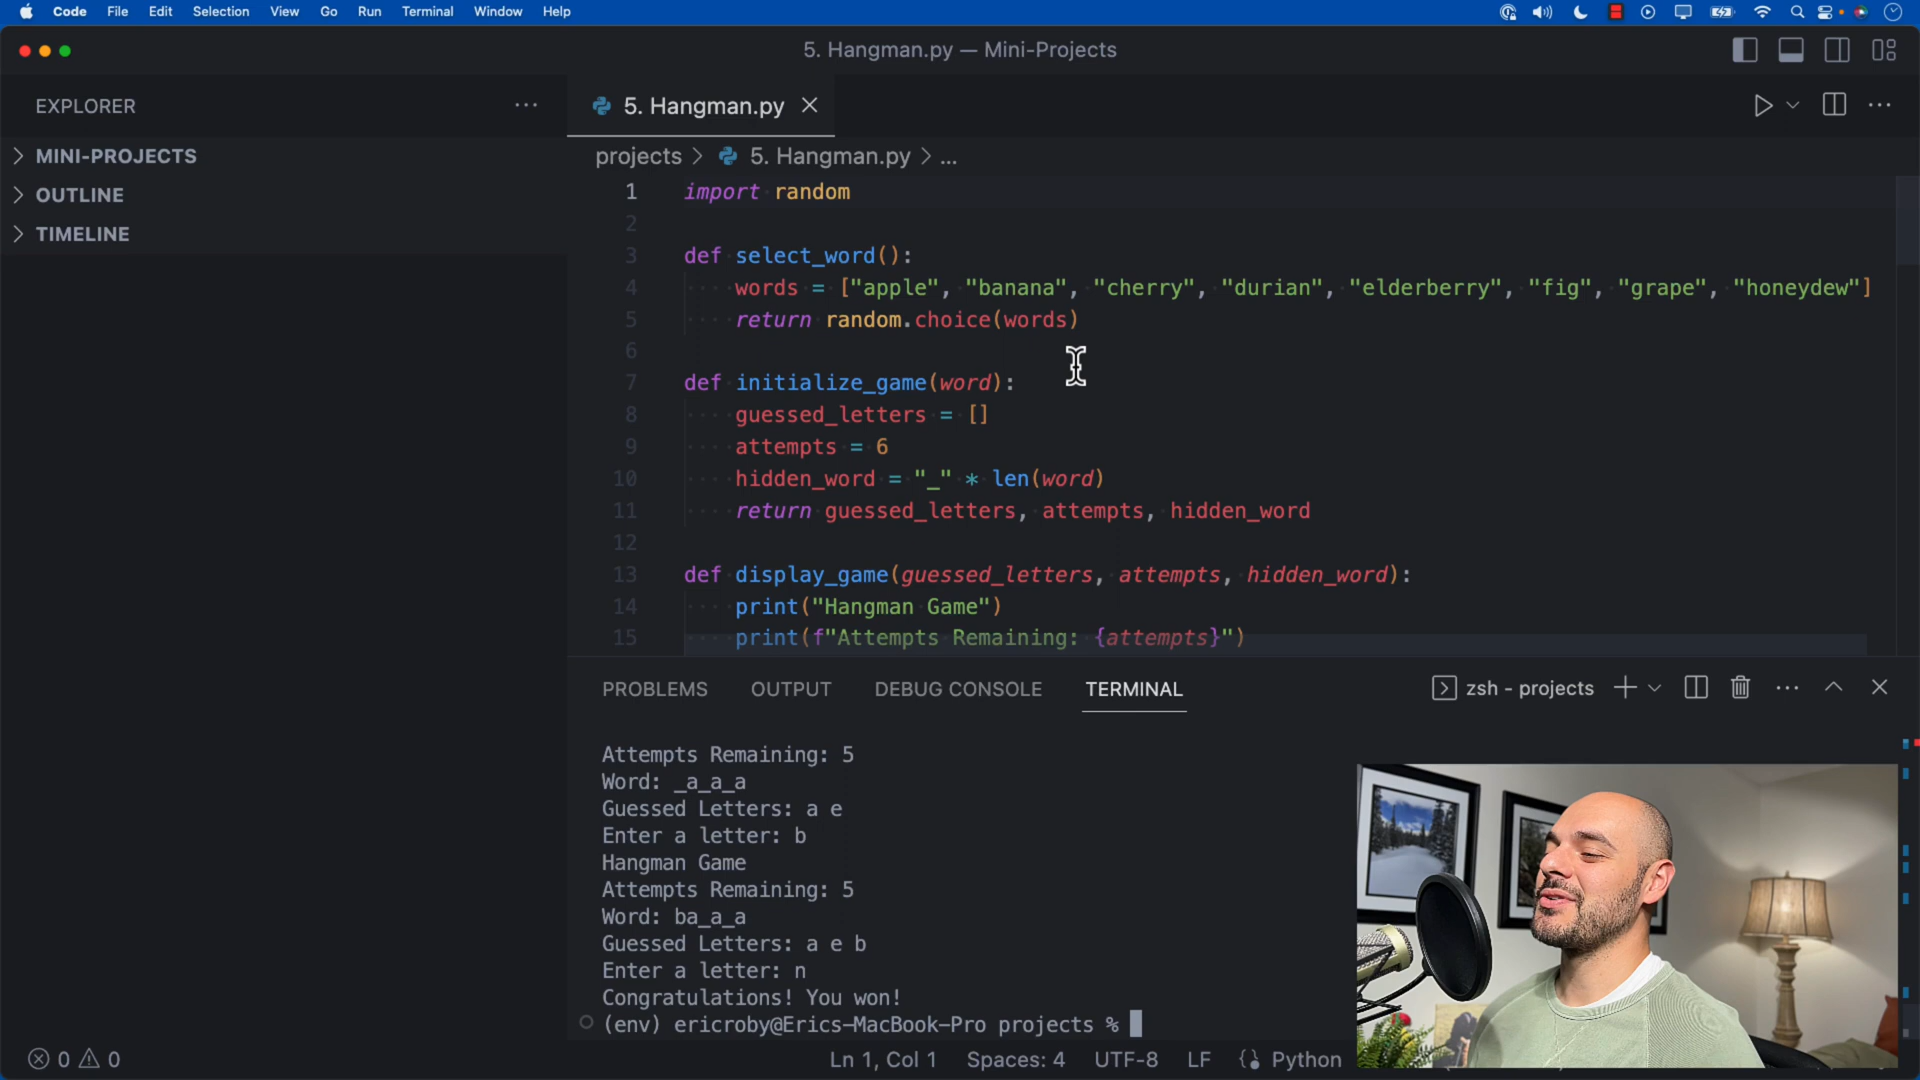 Code File Edit Selection View Go Run Terminal Window Help
5. Hangman.py — Mini-Projects
EXPLORER
MINI-PROJECTS
OUTLINE
TIMELINE
5. Hangman.py
projects > 5. Hangman.py > ...
1 import random
2
3 def select_word():
4 words = ["apple", "banana", "cherry", "durian", "elderberry", "fig", "grape", "honeydew"]
5 return random.choice(words)
6
7 def initialize_game(word):
8 guessed_letters = []
9 attempts = 6
10 hidden_word = "_" * len(word)
11 return guessed_letters, attempts, hidden_word
12
13 def display_game(guessed_letters, attempts, hidden_word):
14 print("Hangman Game")
15 print(f"Attempts Remaining: {attempts}")
PROBLEMS OUTPUT DEBUG CONSOLE TERMINAL zsh - projects
Attempts Remaining: 5
Word: _a_a_a
Guessed Letters: a e
Enter a letter: b
Hangman Game
Attempts Remaining: 5
Word: ba_a_a
Guessed Letters: a e b
Enter a letter: n
Congratulations! You won!
(env) ericroby@Erics-MacBook-Pro projects %
0 0 Ln 1, Col 1 Spaces: 4 UTF-8 LF Python